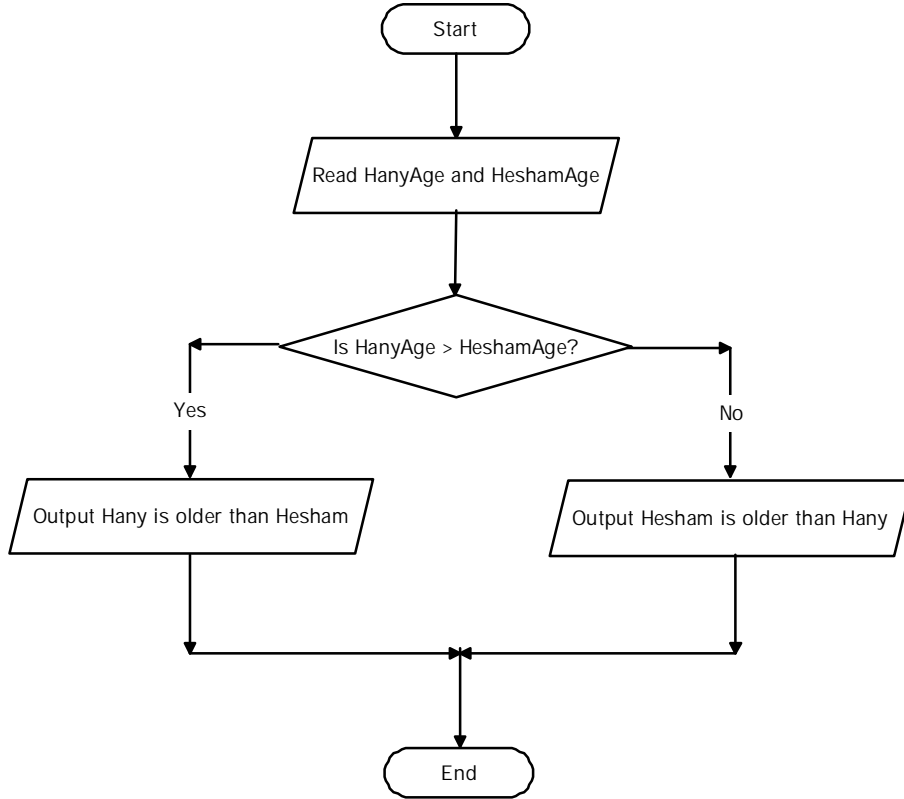 Start
Read HanyAge and HeshamAge
Is HanyAge > HeshamAge?
Yes
No
Output Hany is older than Hesham
Output Hesham is older than Hany
End